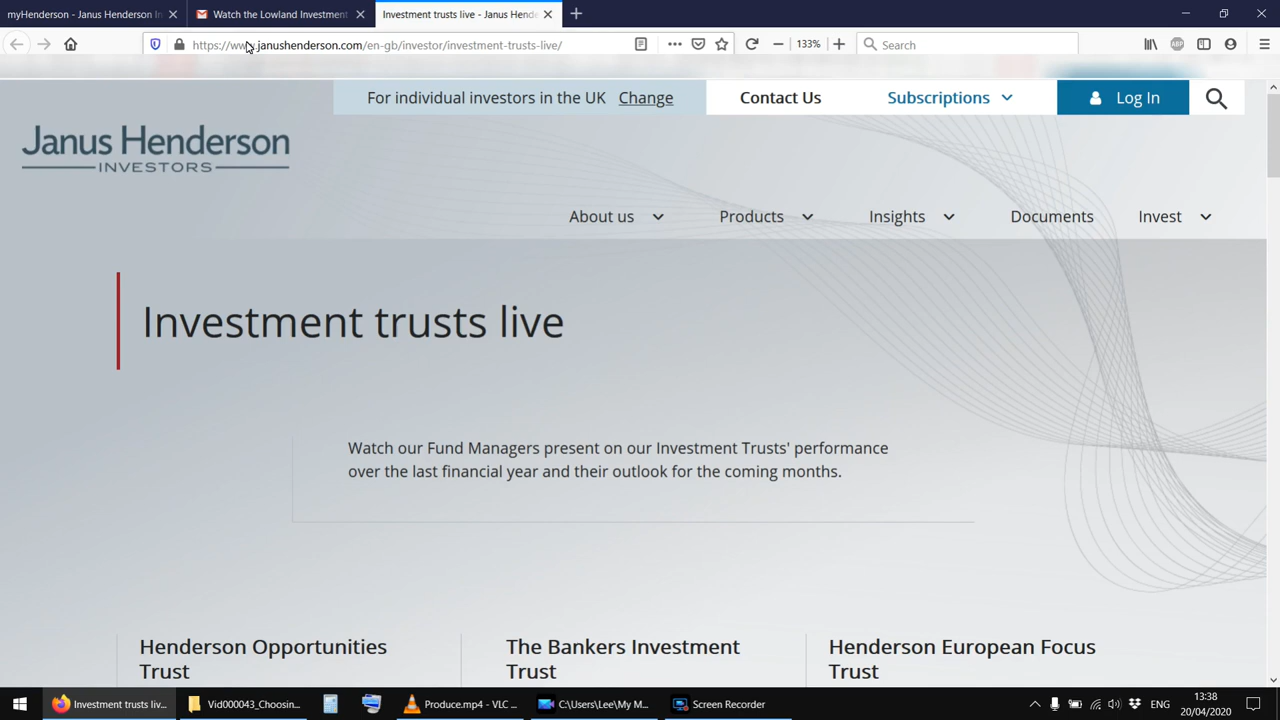 myHenderson - Janus Henderson In
Watch the Lowland Investment
Investment trusts live - Janus Hende
https://www.janushenderson.com/en-gb/investor/investment-trusts-live/
133%
Search
ABP
For individual investors in the UK Change
Contact Us
Subscriptions
Log In
Janus Henderson
INVESTORS
About us
Products
Insights
Documents
Invest
Investment trusts live
Watch our Fund Managers present on our Investment Trusts' performance
over the last financial year and their outlook for the coming months.
Henderson Opportunities
Trust
The Bankers Investment
Trust
Henderson European Focus
Trust
Investment trusts liv...
Vid000043_Choosin...
Produce.mp4 - VLC ...
C:\Users\Lee\My M...
Screen Recorder
ENG
13:38
20/04/2020